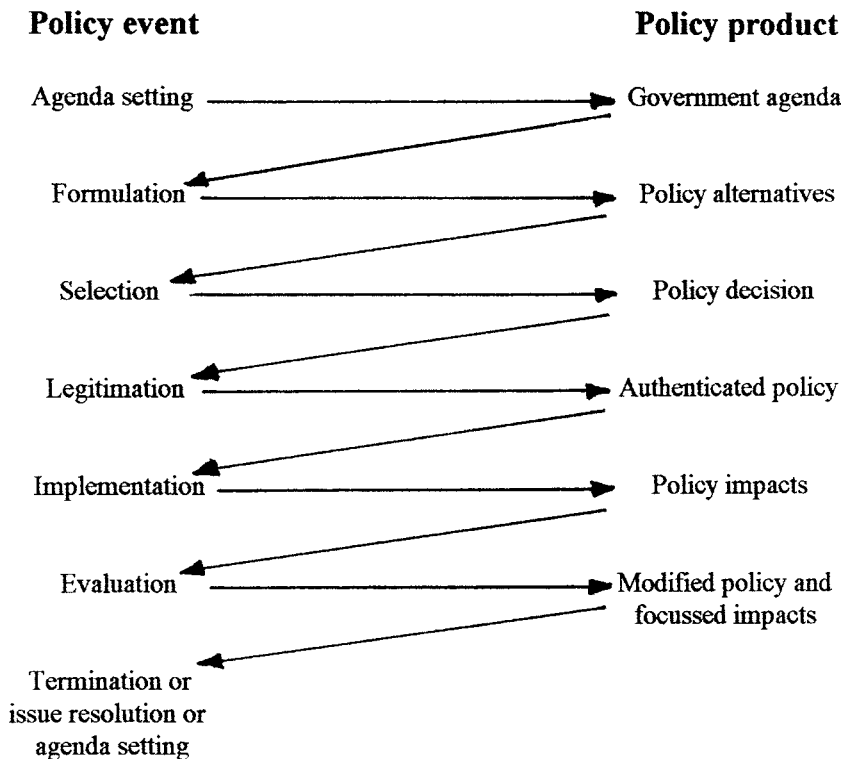 Policy event Policy product
Agenda setting Government agenda
Formulation Policy alternatives
Selection Policy decision
Legitimation Authenticated policy
Implementation Policy impacts
Evaluation Modified policy and
focussed impacts
Termination or
issue resolution or
agenda setting